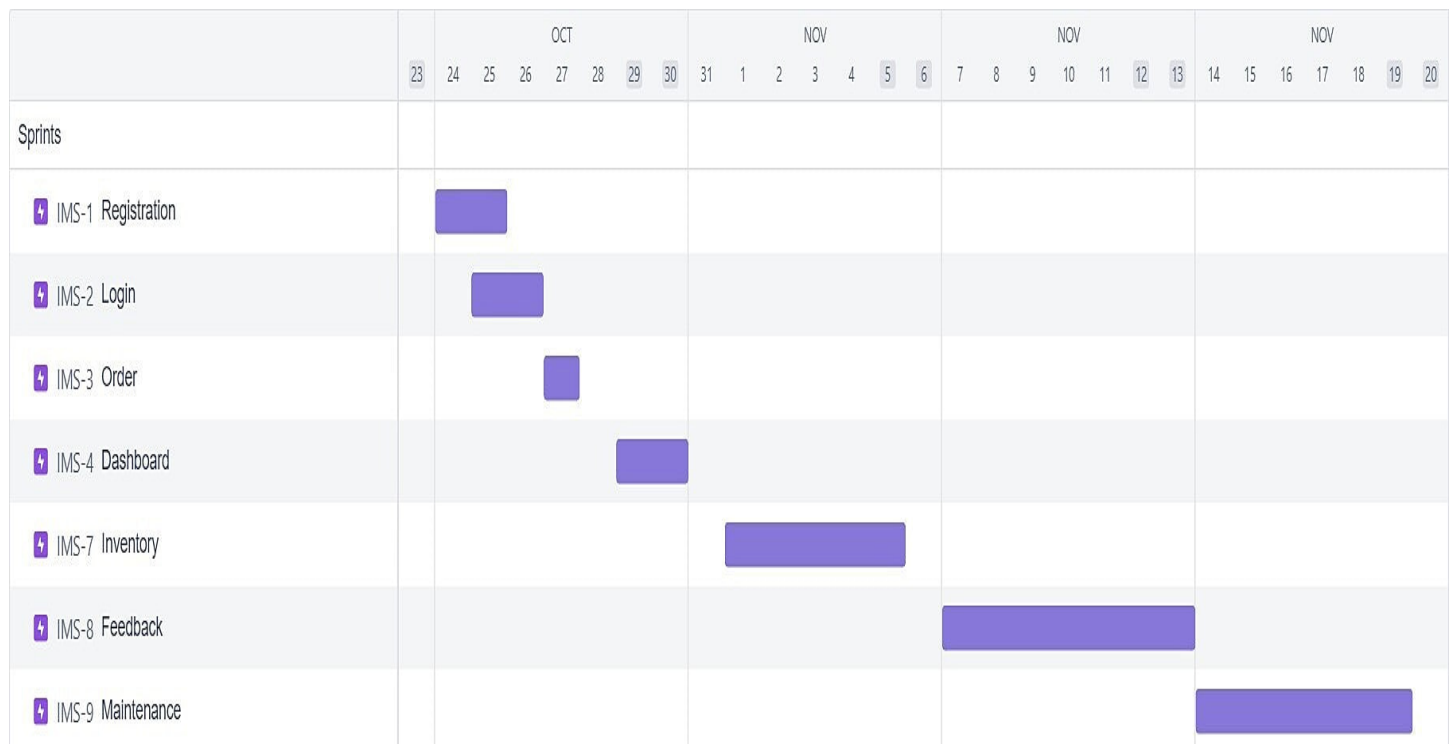 OCT NOV NOV NOV
23 24 25 26 27 28 29 30 31 1 2 3 4 5 6 7 8 9 10 11 12 13 14 15 16 17 18 19 20
Sprints
IMS-1 Registration
IMS-2 Login
IMS-3 Order
IMS-4 Dashboard
IMS-7 Inventory
IMS-8 Feedback
IMS-9 Maintenance